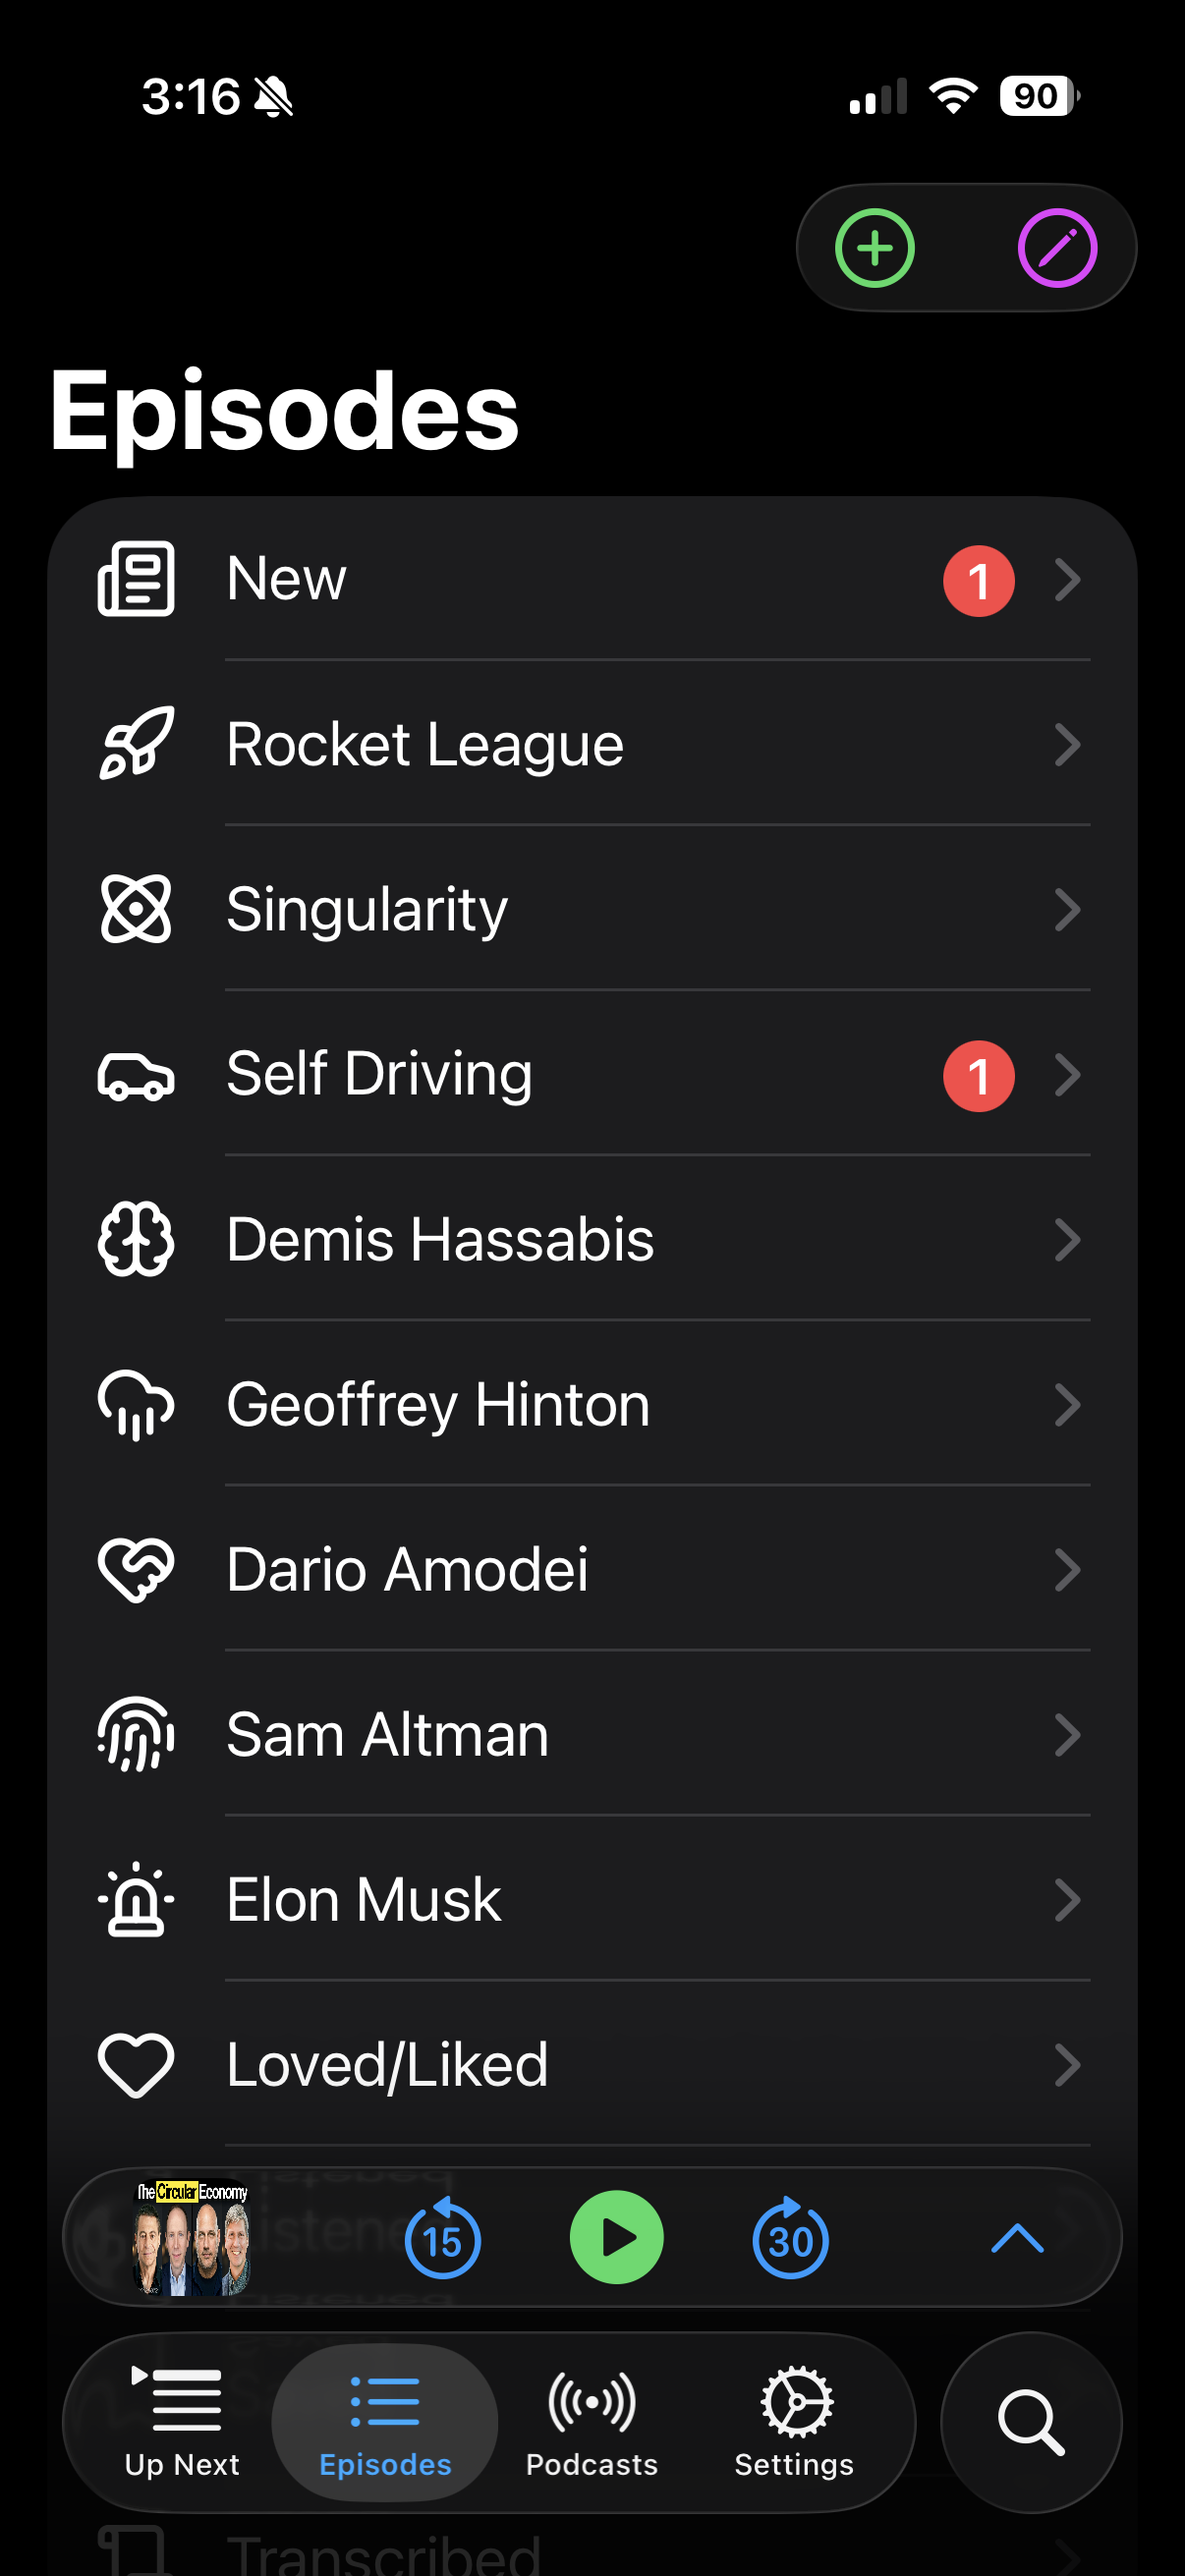 3:16
90
Episodes
New
1
Rocket League
Singularity
Self Driving
1
Demis Hassabis
Geoffrey Hinton
Dario Amodei
Sam Altman
Elon Musk
Loved/Liked
Listened
The Circular Economy
15
30
Up Next
Episodes
Podcasts
Settings
Transcribed